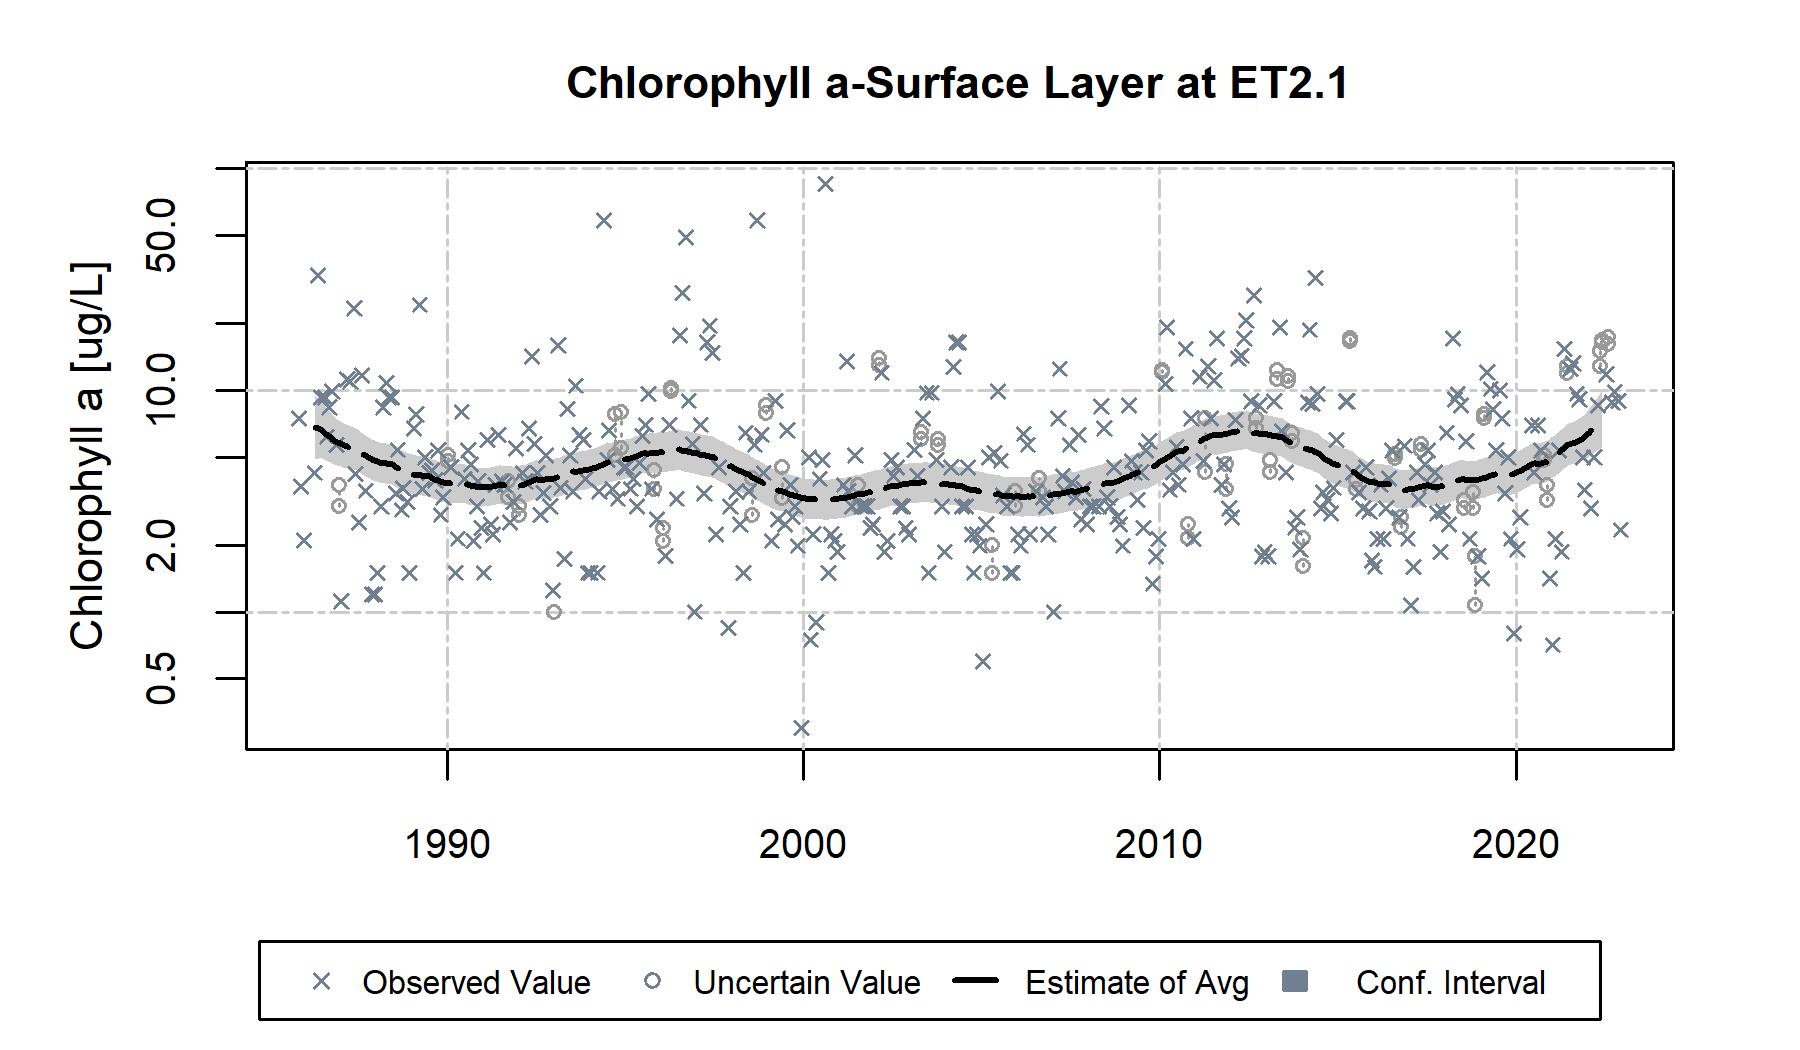 Chlorophyll a-Surface Layer at ET2.1
Chlorophyll a [ug/L]
50.0
10.0
2.0
0.5
1990 2000 2010 2020
Observed Value Uncertain Value Estimate of Avg Conf. Interval